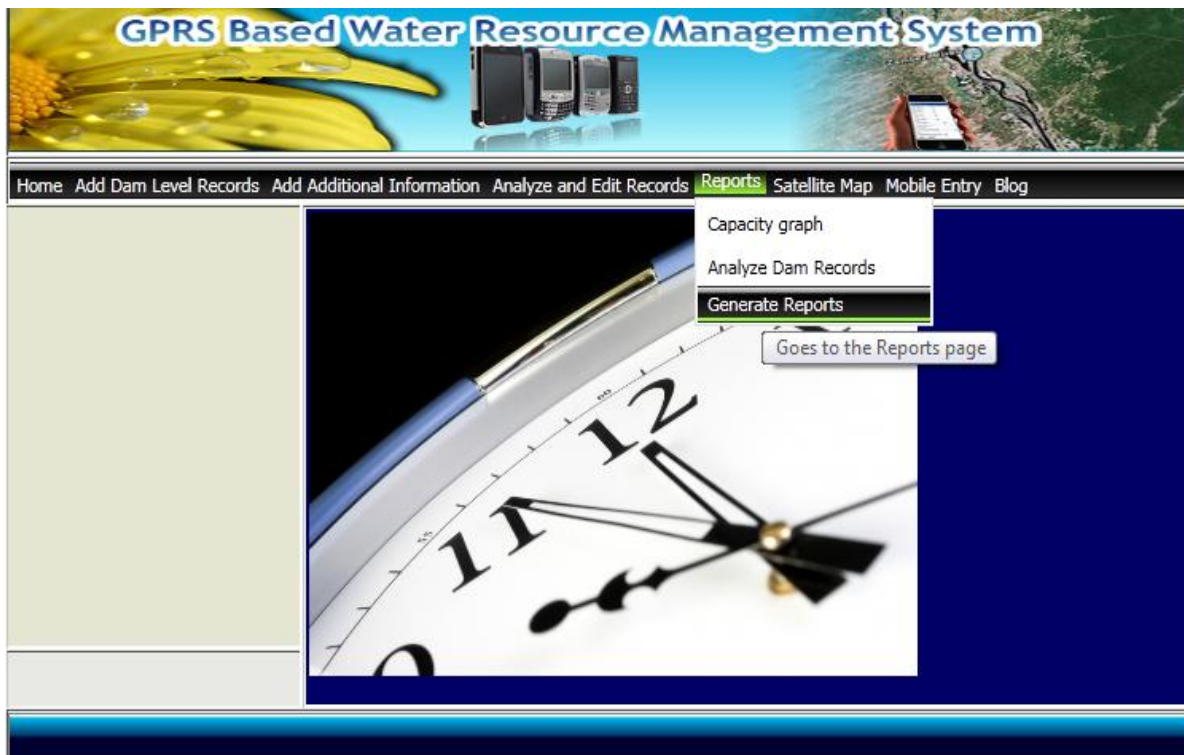 GPRS Based Water Resource Management System
Home Add Dam Level Records Add Additional Information Analyze and Edit Records Reports Satellite Map Mobile Entry Blog
Capacity graph
Analyze Dam Records
Generate Reports
Goes to the Reports page
60
12
55
11